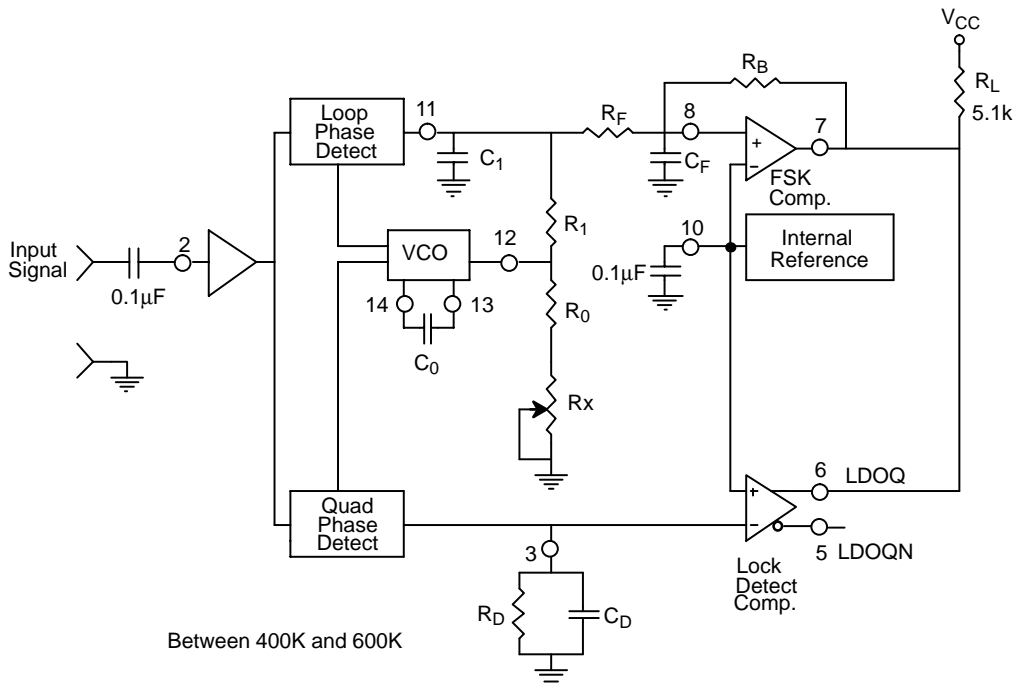 V_CC
R_B
R_L
5.1k
Loop
Phase
Detect
11
R_F
8
7
C_1
C_F
+
−
FSK
Comp.
R_1
Input
Signal
2
0.1μF
VCO
12
10
0.1μF
Internal
Reference
14
13
C_0
R_0
Rx
Quad
Phase
Detect
+
−
6
LDOQ
5
LDOQN
3
Lock
Detect
Comp.
R_D
C_D
Between 400K and 600K